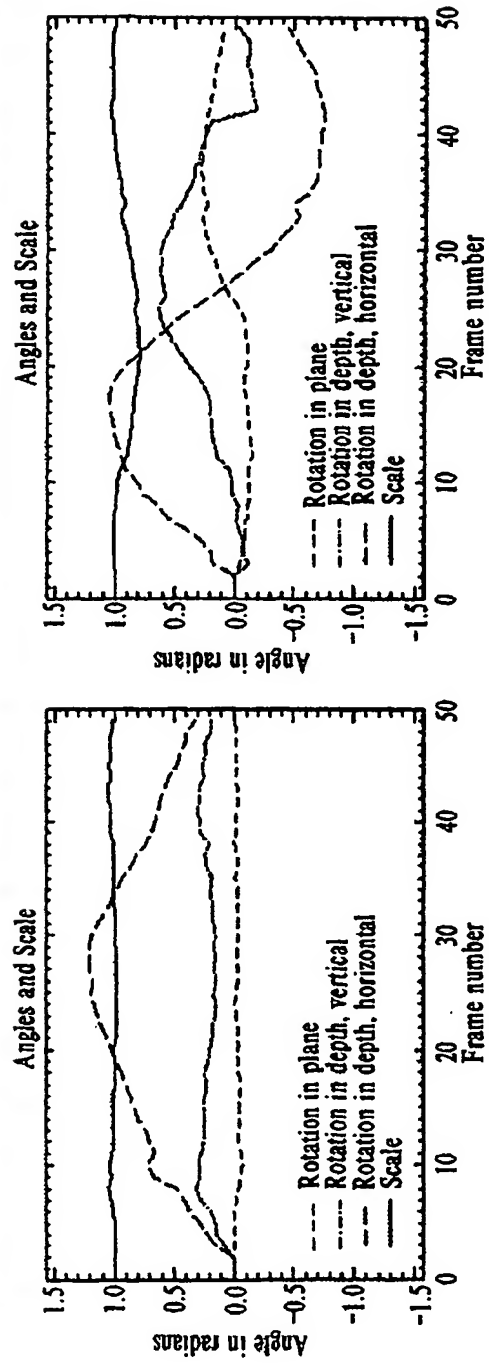 Angles and Scale
1.5
1.0
0.5
0.0
-0.5
-1.0
-1.5
Angle in radians
Rotation in plane
Rotation in depth, vertical
Rotation in depth, horizontal
Scale
0
10
20
30
40
50
Frame number
Angles and Scale
1.5
1.0
0.5
0.0
-0.5
-1.0
-1.5
Angle in radians
Rotation in plane
Rotation in depth, vertical
Rotation in depth, horizontal
Scale
0
10
20
30
40
50
Frame number